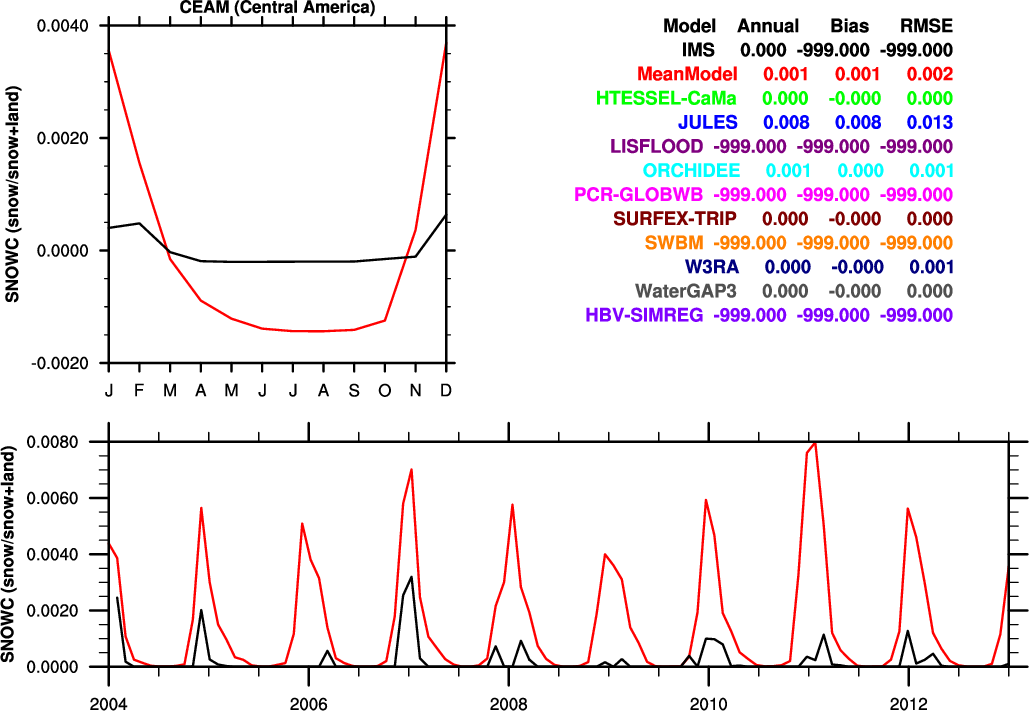 CEAM (Central America)
0.0040
0.0020
0.0000
-0.0020
SNOWC (snow/snow+land)
J F M A M J J A S O N D
Model Annual Bias RMSE
IMS 0.000 -999.000 -999.000
MeanModel 0.001 0.001 0.002
HTESSEL-CaMa 0.000 -0.000 0.000
JULES 0.008 0.008 0.013
LISFLOOD -999.000 -999.000 -999.000
ORCHIDEE 0.001 0.000 0.001
PCR-GLOBWB -999.000 -999.000 -999.000
SURFEX-TRIP 0.000 -0.000 0.000
SWBM -999.000 -999.000 -999.000
W3RA 0.000 -0.000 0.001
WaterGAP3 0.000 -0.000 0.000
HBV-SIMREG -999.000 -999.000 -999.000
0.0080
0.0060
0.0040
0.0020
0.0000
SNOWC (snow/snow+land)
2004 2006 2008 2010 2012